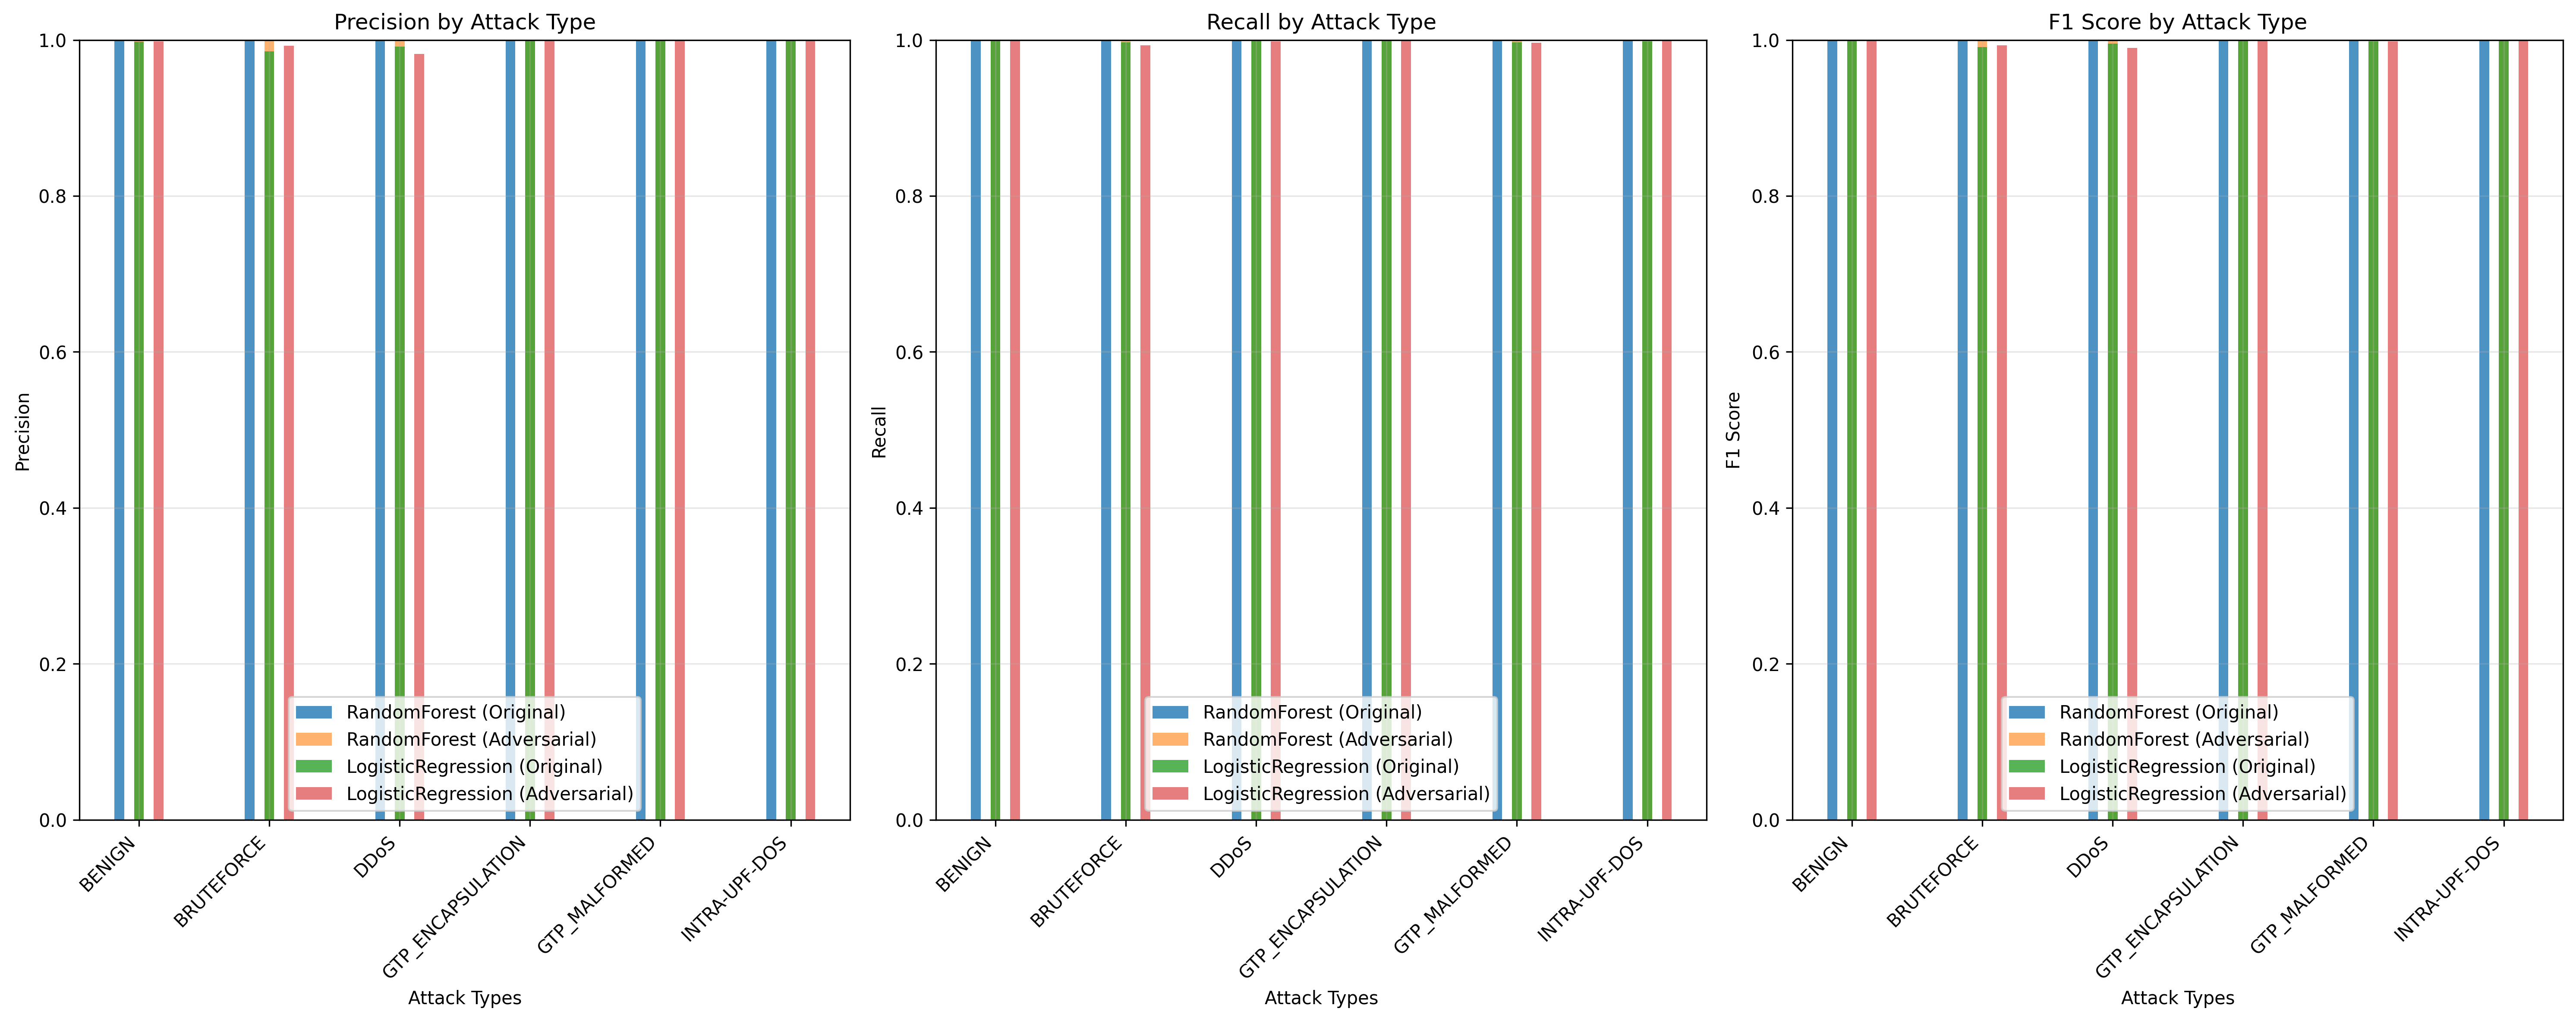 Precision by Attack Type
1.0
0.8
0.6
0.4
0.2
0.0
Precision
RandomForest (Original)
RandomForest (Adversarial)
LogisticRegression (Original)
LogisticRegression (Adversarial)
BENIGN
BRUTEFORCE
DDoS
GTP_ENCAPSULATION
GTP_MALFORMED
INTRA-UPF-DOS
Attack Types
Recall by Attack Type
1.0
0.8
0.6
0.4
0.2
0.0
Recall
RandomForest (Original)
RandomForest (Adversarial)
LogisticRegression (Original)
LogisticRegression (Adversarial)
BENIGN
BRUTEFORCE
DDoS
GTP_ENCAPSULATION
GTP_MALFORMED
INTRA-UPF-DOS
Attack Types
F1 Score by Attack Type
1.0
0.8
0.6
0.4
0.2
0.0
F1 Score
RandomForest (Original)
RandomForest (Adversarial)
LogisticRegression (Original)
LogisticRegression (Adversarial)
BENIGN
BRUTEFORCE
DDoS
GTP_ENCAPSULATION
GTP_MALFORMED
INTRA-UPF-DOS
Attack Types